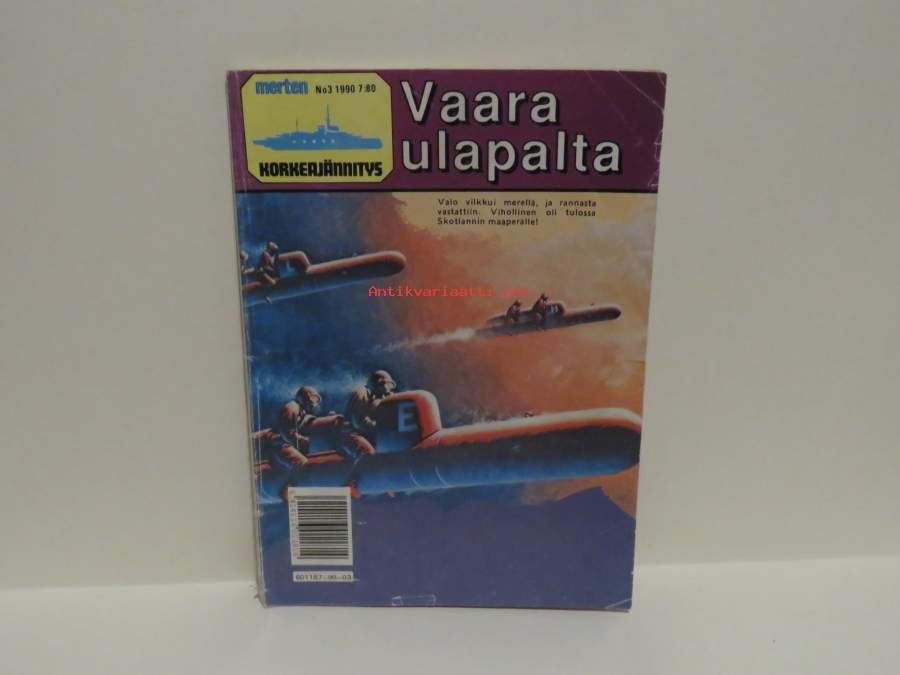 merten No3 1990 7:80
KORKEAJÄNNITYS
Vaara
ulapalta
Valo vilkkui merellä, ja rannasta
vastattiin. Vihollinen oli tulossa
Skotlannin maaperälle!
Antikvariaatti.net
E
601187-90-03